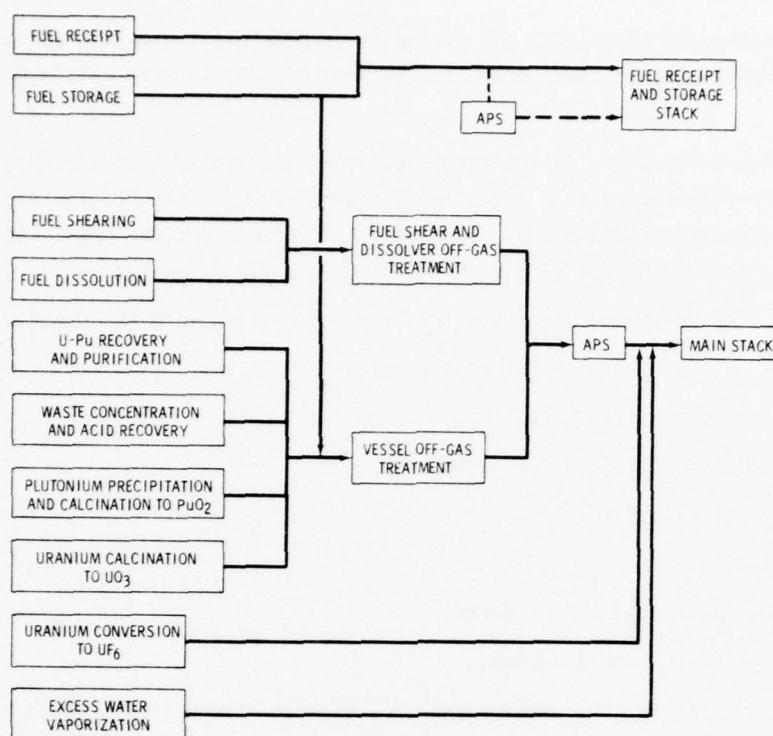 FUEL RECEIPT
FUEL STORAGE
FUEL RECEIPT
AND STORAGE
STACK
APS
FUEL SHEARING
FUEL DISSOLUTION
FUEL SHEAR AND
DISSOLVER OFF-GAS
TREATMENT
U-Pu RECOVERY
AND PURIFICATION
APS
MAIN STACK
WASTE CONCENTRATION
AND ACID RECOVERY
VESSEL OFF-GAS
TREATMENT
PLUTONIUM PRECIPITATION
AND CALCINATION TO PuO2
URANIUM CALCINATION
TO UO3
URANIUM CONVERSION
TO UF6
EXCESS WATER
VAPORIZATION